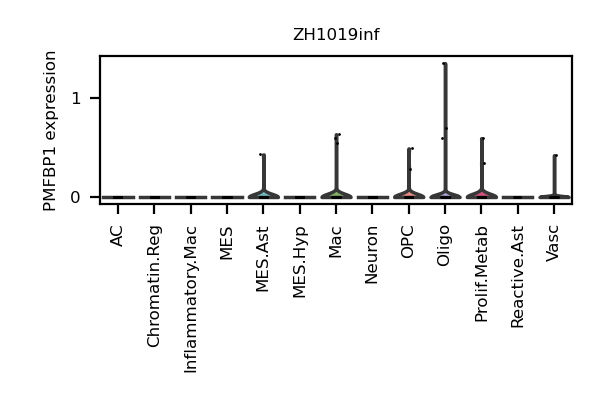 ZH1019inf
PMFBP1 expression
1
0
AC
Chromatin.Reg
Inflammatory.Mac
MES
MES.Ast
MES.Hyp
Mac
Neuron
OPC
Oligo
Prolif.Metab
Reactive.Ast
Vasc